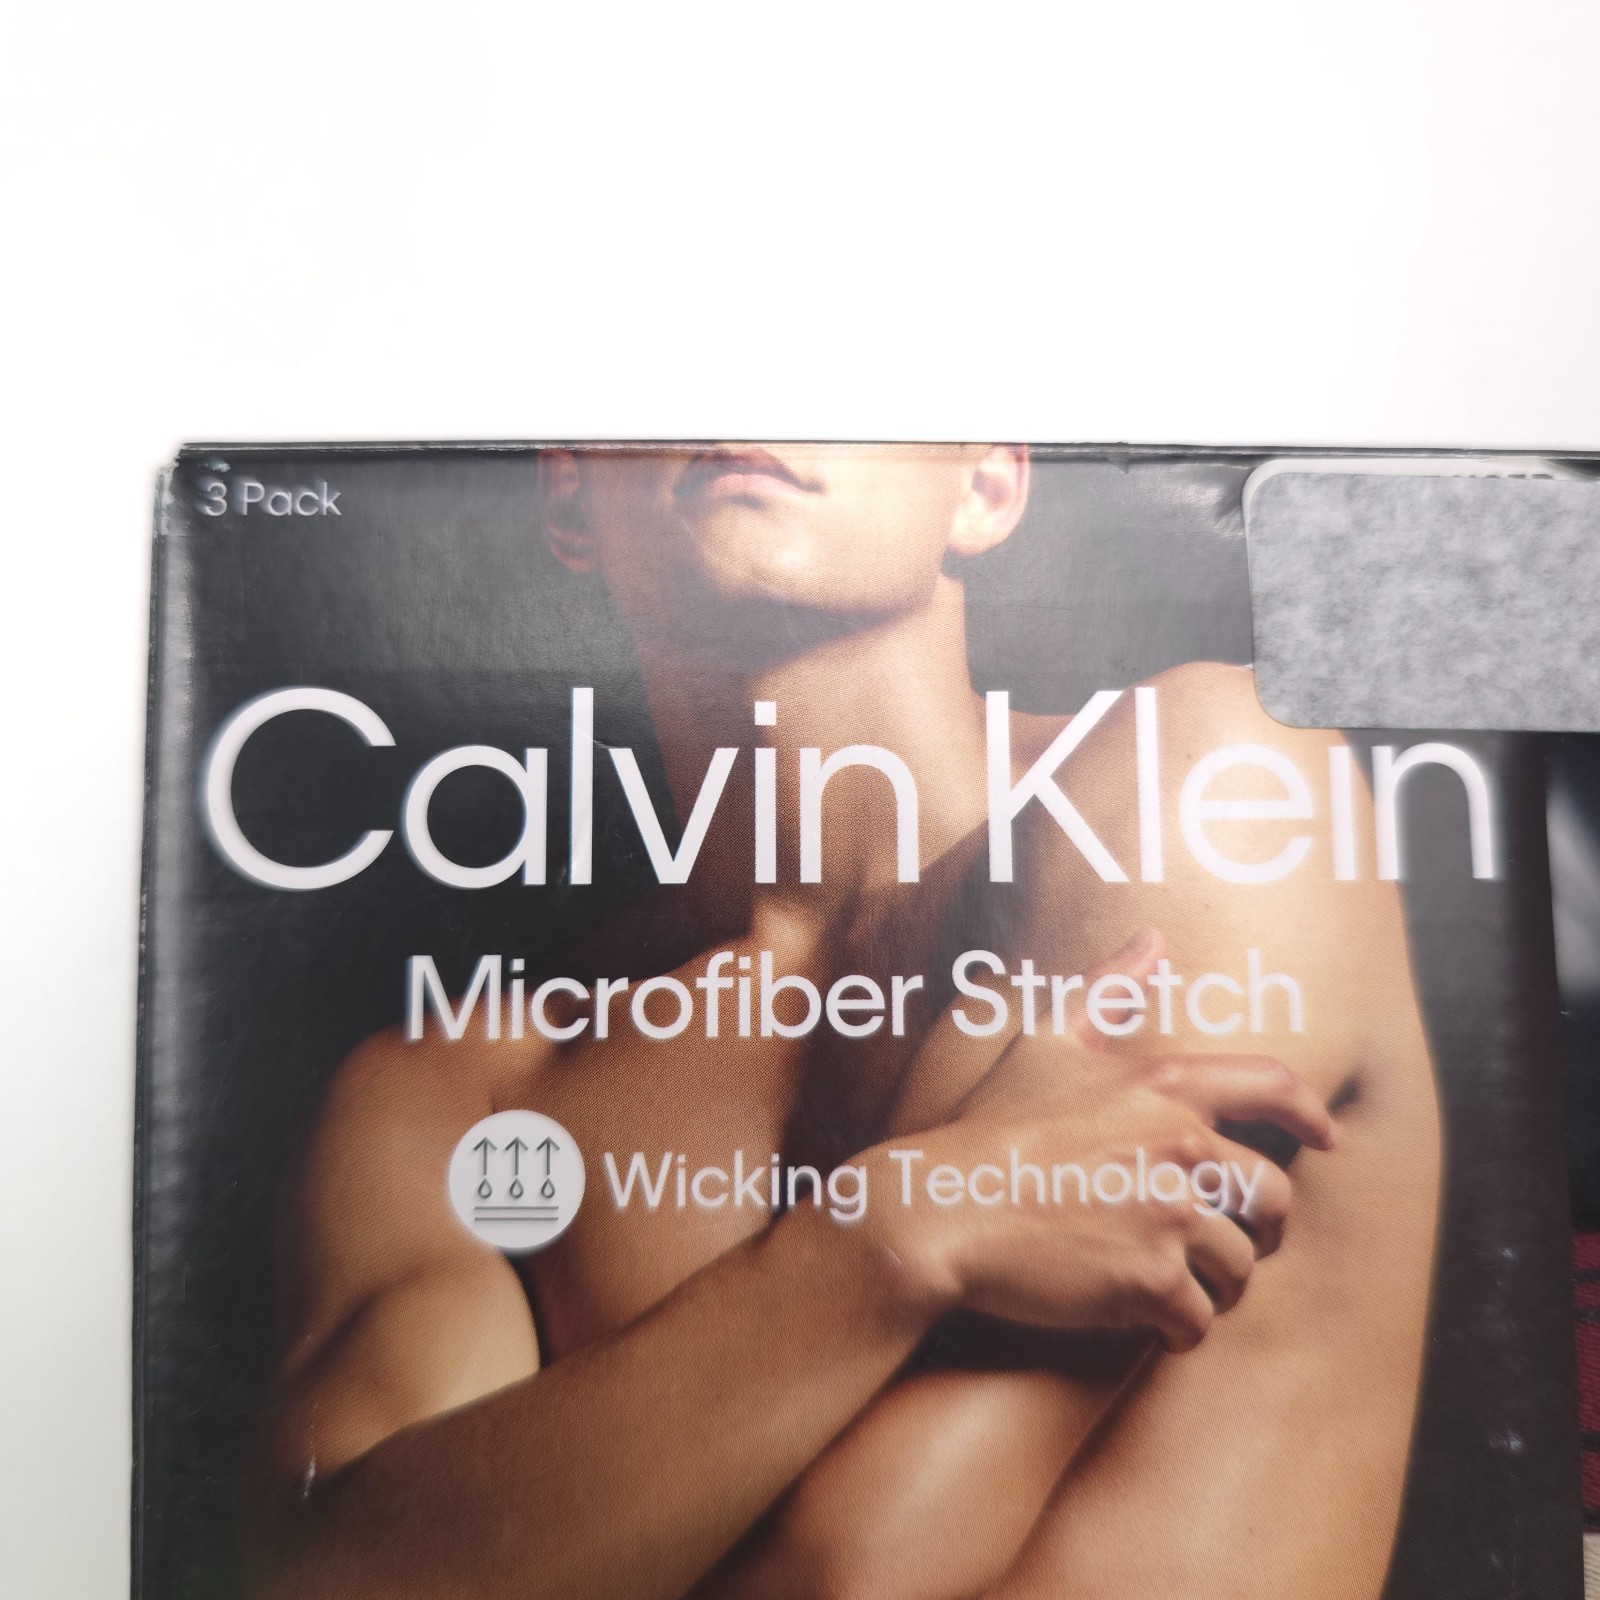 3 Pack
Calvin Klein
Microfiber Stretch
Wicking Technology